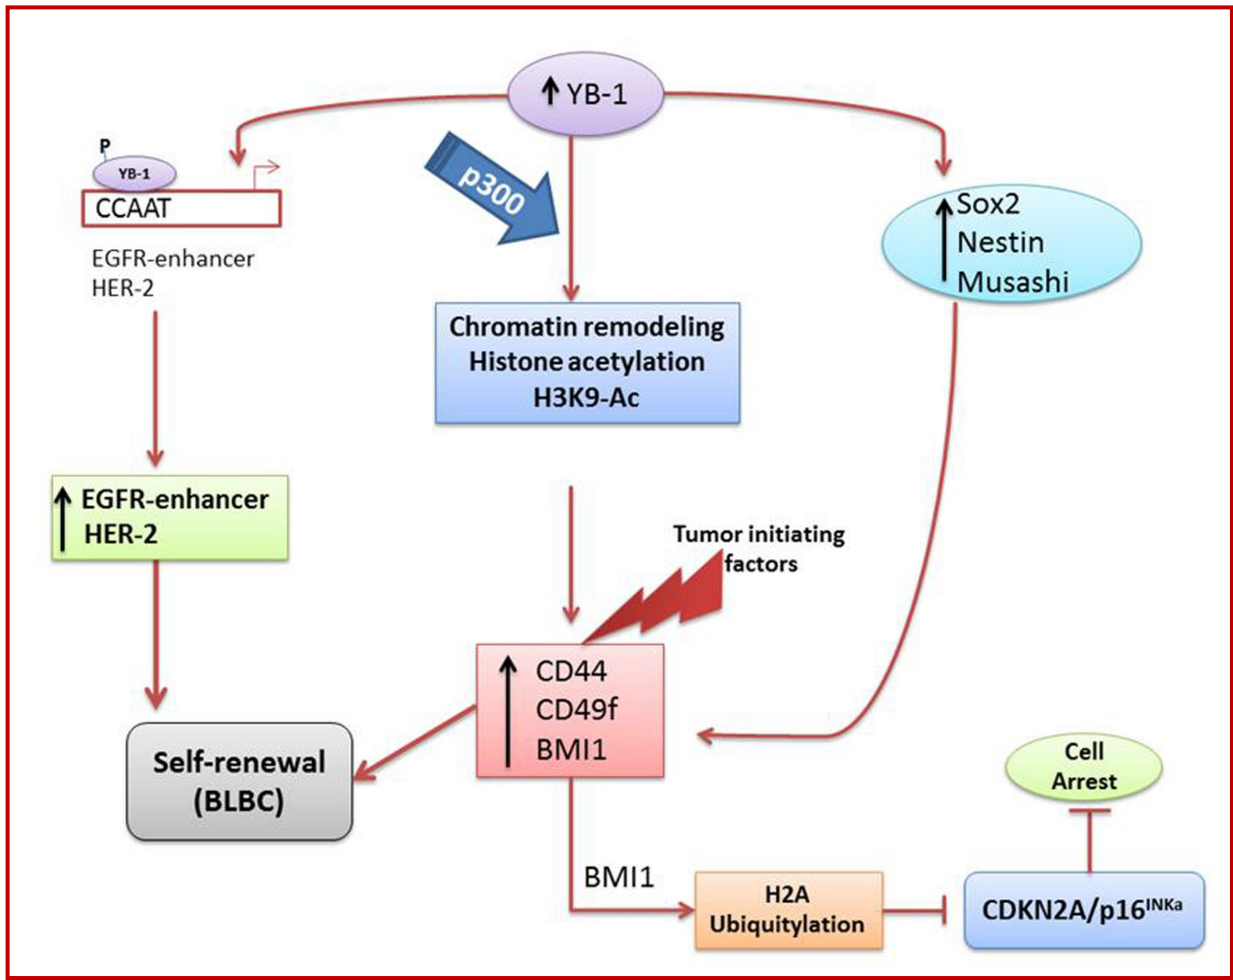 YB-1
P
YB-1
CCAAT
EGFR-enhancer
HER-2
p300
Sox2
Nestin
Musashi
Chromatin remodeling
Histone acetylation
H3K9-Ac
EGFR-enhancer
HER-2
Tumor initiating
factors
CD44
CD49f
BMI1
Self-renewal
(BLBC)
Cell
Arrest
BMI1
H2A
Ubiquitylation
CDKN2A/p16INKa